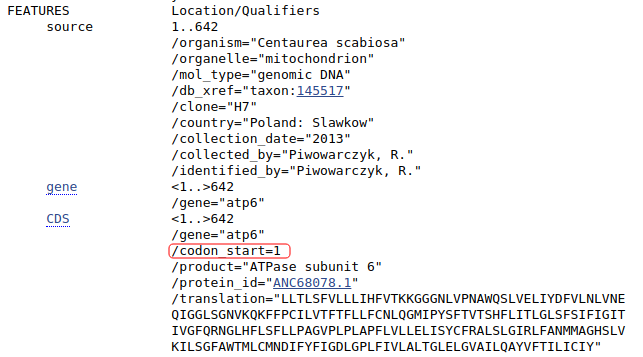 FEATURES Location/Qualifiers
source 1..642
/organism="Centaurea scabiosa"
/organelle="mitochondrion"
/mol_type="genomic DNA"
/db_xref="taxon:145517"
/clone="H7"
/country="Poland: Slawkow"
/collection_date="2013"
/collected_by="Piwowarczyk, R."
/identified_by="Piwowarczyk, R."
gene <1..>642
/gene="atp6"
CDS <1..>642
/gene="atp6"
/codon_start=1
/product="ATPase subunit 6"
/protein_id="ANC68078.1"
/translation="LLTLSFVLLLIHFVTKKGGGNLVPNAWQSLVELIYDFVLNLVNE
QIGGLSGNVKQKFFPCILVTFTFLLFCNLQGMIPYSFTVTSHFLITLGLSFSIFIGIT
IVGFQRNGLHFLSFLLPAGVPLPLAPFLVLLELISYCFRALSLGIRLFANMMAGHSLV
KILSGFAWTMLCMNDIFYFIGDLGPLFIVLALTGLELGVAILQAYVFTILICIY"